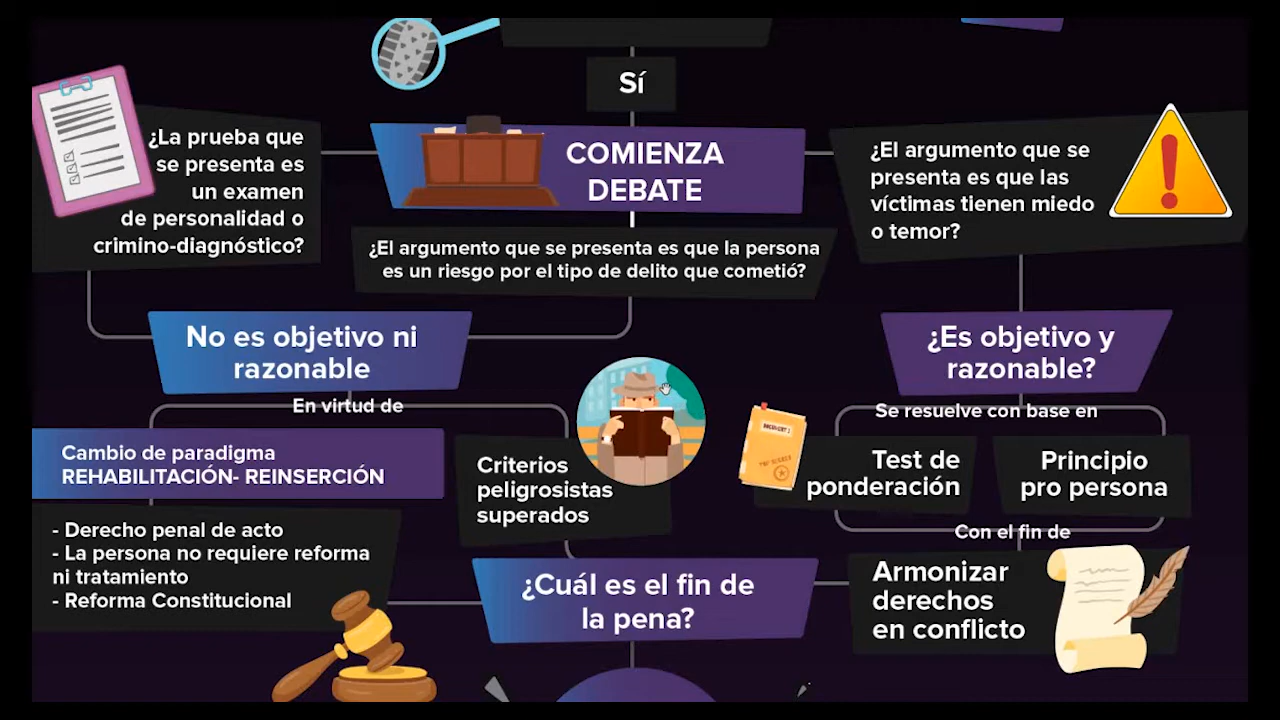 Sí
COMIENZA
DEBATE
¿La prueba que
se presenta es
un examen
de personalidad o
crimino-diagnóstico?
¿El argumento que se presenta es que la persona
es un riesgo por el tipo de delito que cometió?
¿El argumento que se
presenta es que las
víctimas tienen miedo
o temor?
No es objetivo ni
razonable
En virtud de
Cambio de paradigma
REHABILITACIÓN- REINSERCIÓN
- Derecho penal de acto
- La persona no requiere reforma
ni tratamiento
- Reforma Constitucional
Criterios
peligrosistas
superados
¿Es objetivo y
razonable?
Se resuelve con base en
Test de
ponderación
Principio
pro persona
Con el fin de
Armonizar
derechos
en conflicto
¿Cuál es el fin de
la pena?